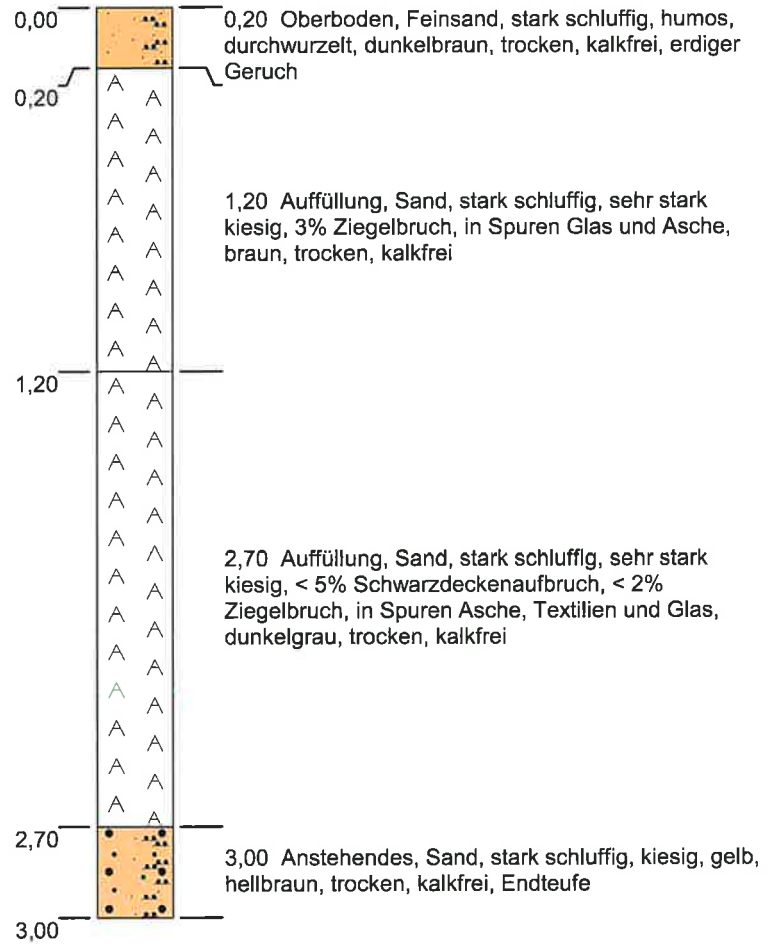 0,00
0,20 Oberboden, Feinsand, stark schluffig, humos,
durchwurzelt, dunkelbraun, trocken, kalkfrei, erdiger
Geruch
0,20
1,20 Auffüllung, Sand, stark schluffig, sehr stark
kiesig, 3% Ziegelbruch, in Spuren Glas und Asche,
braun, trocken, kalkfrei
1,20
2,70 Auffüllung, Sand, stark schluffig, sehr stark
kiesig, < 5% Schwarzdeckenaufbruch, < 2%
Ziegelbruch, in Spuren Asche, Textilien und Glas,
dunkelgrau, trocken, kalkfrei
2,70
3,00 Anstehendes, Sand, stark schluffig, kiesig, gelb,
hellbraun, trocken, kalkfrei, Endteufe
3,00